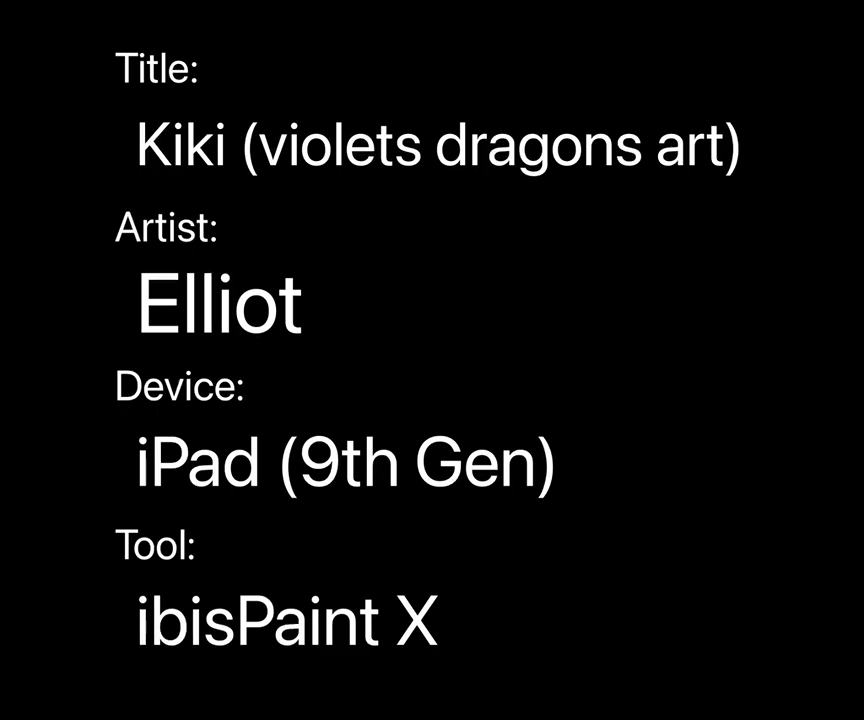 Title:
Kiki (violets dragons art)
Artist:
Elliot
Device:
iPad (9th Gen)
Tool:
ibisPaint X